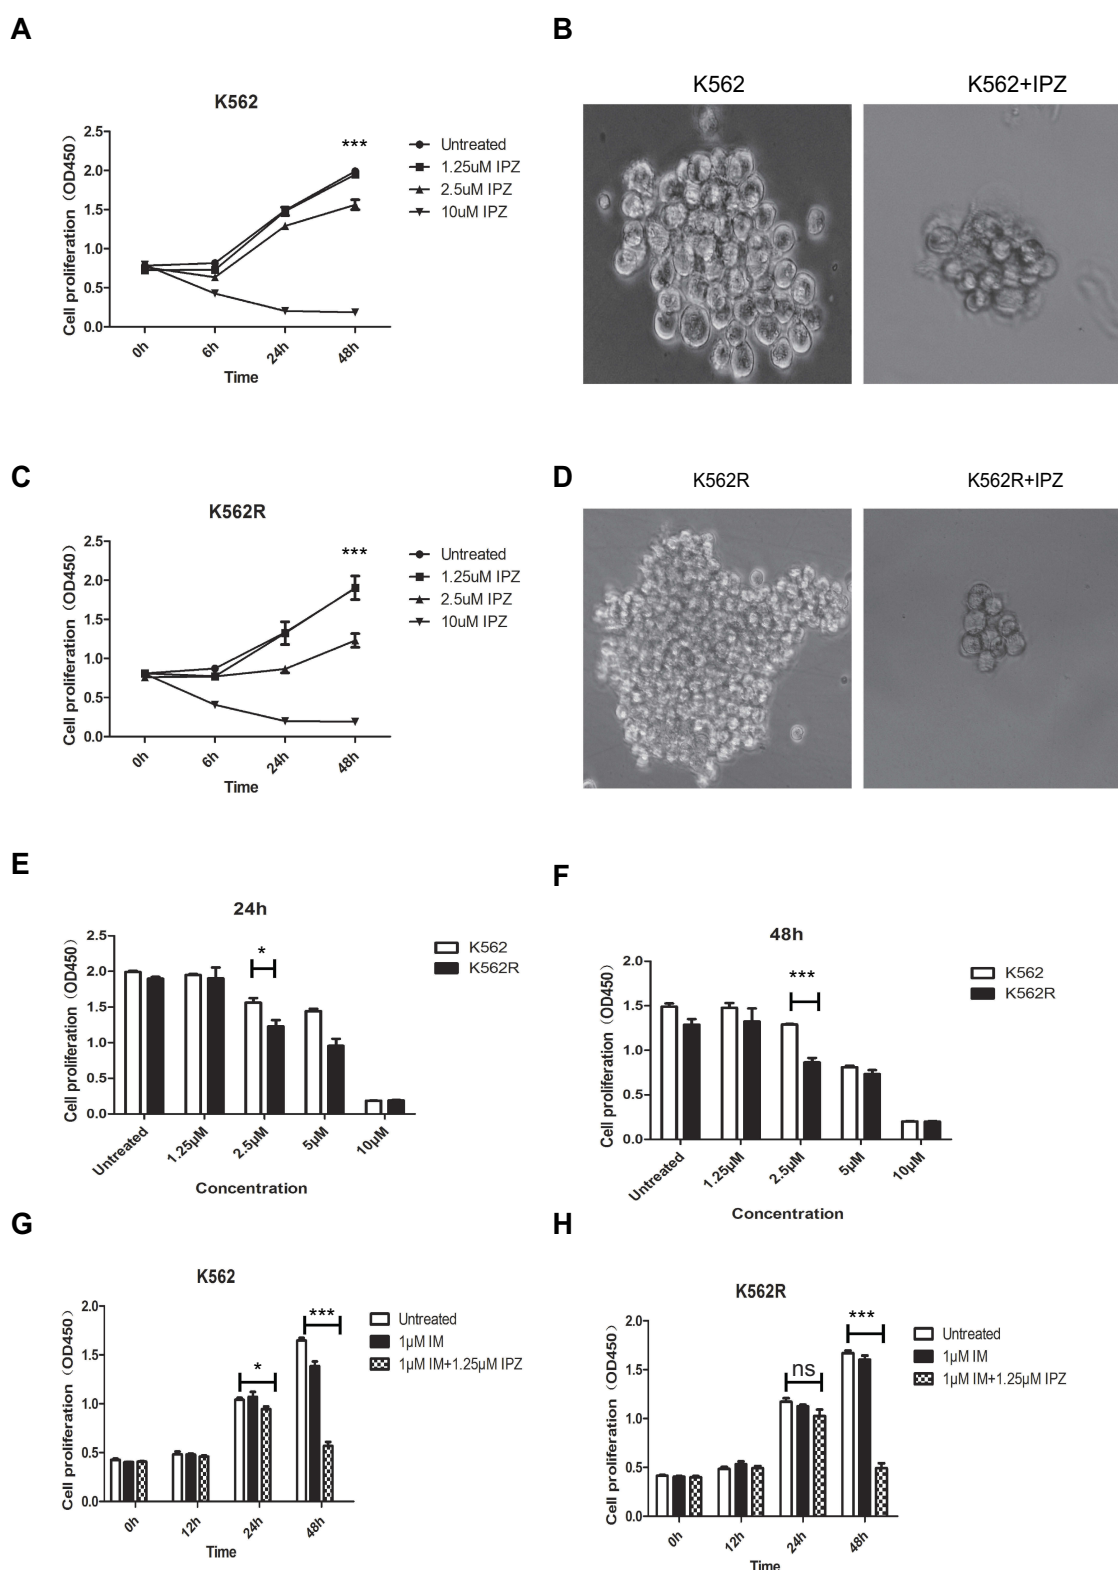 A
K562
Cell proliferation (OD450)
2.5
2.0
1.5
1.0
0.5
0.0
0h
6h
24h
48h
Time
***
Untreated
1.25uM IPZ
2.5uM IPZ
10uM IPZ
B
K562
K562+IPZ
C
K562R
Cell proliferation (OD450)
2.5
2.0
1.5
1.0
0.5
0.0
0h
6h
24h
48h
Time
***
Untreated
1.25uM IPZ
2.5uM IPZ
10uM IPZ
D
K562R
K562R+IPZ
E
24h
Cell proliferation (OD450)
2.5
2.0
1.5
1.0
0.5
0.0
*
Untreated
1.25μM
2.5μM
5μM
10μM
Concentration
K562
K562R
F
48h
Cell proliferation (OD450)
2.0
1.5
1.0
0.5
0.0
***
Untreated
1.25μM
2.5μM
5μM
10μM
Concentration
K562
K562R
G
K562
Cell proliferation (OD450)
2.0
1.5
1.0
0.5
0.0
*
***
0h
12h
24h
48h
Time
Untreated
1μM IM
1μM IM+1.25μM IPZ
H
K562R
Cell proliferation (OD450)
2.0
1.5
1.0
0.5
0.0
ns
***
0h
12h
24h
48h
Time
Untreated
1μM IM
1μM IM+1.25μM IPZ